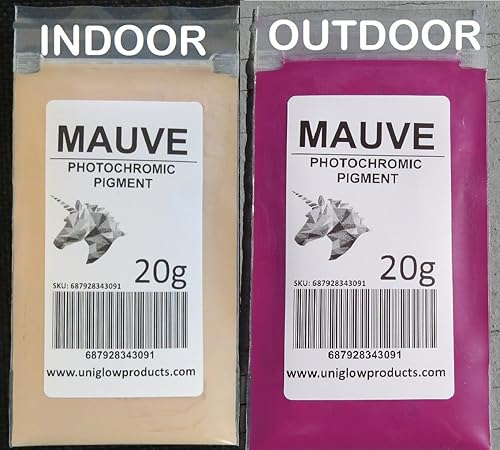 INDOOR
MAUVE
PHOTOCHROMIC
PIGMENT
20g
SKU: 687928343091
687928343091
www.uniglowproducts.com
OUTDOOR
MAUVE
PHOTOCHROMIC
PIGMENT
20g
SKU: 687928343091
687928343091
www.uniglowproducts.com